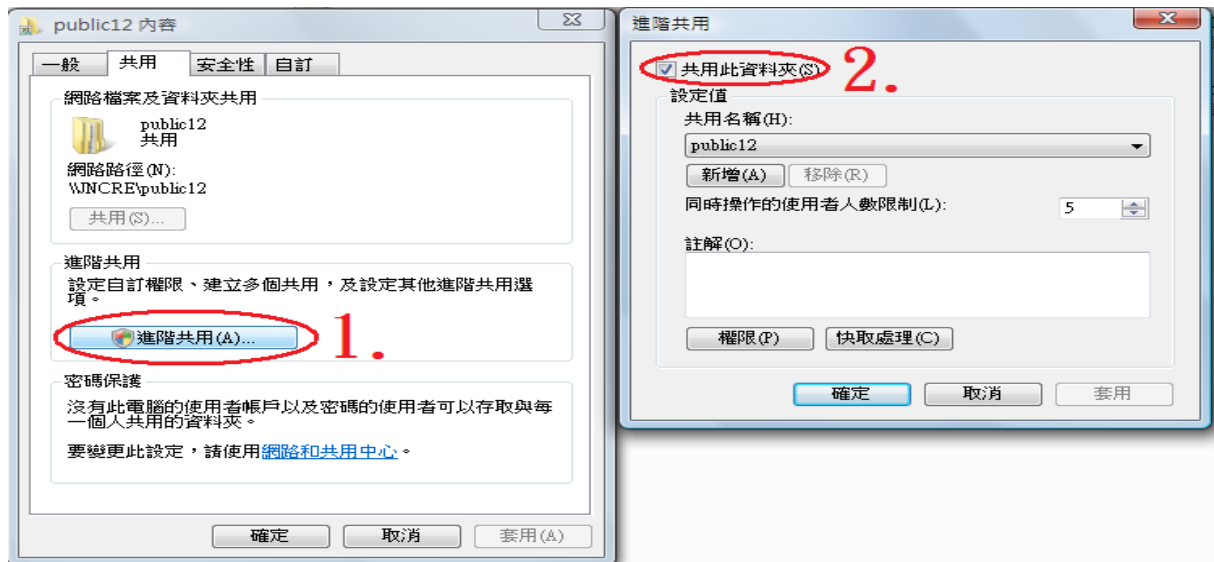 public12 內容
一般 共用 安全性 自訂
網路檔案及資料夾共用
public12
共用
網路路徑(N):
\\JNCRE\public12
共用(S)...
進階共用
設定自訂權限、建立多個共用，及設定其他進階共用選
項。
進階共用(A)...
1.
密碼保護
沒有此電腦的使用者帳戶以及密碼的使用者可以存取與每
一個人共用的資料夾。
要變更此設定，請使用網路和共用中心。
確定 取消 套用(A)
進階共用
共用此資料夾(S)
2.
設定值
共用名稱(H):
public12
新增(A) 移除(R)
同時操作的使用者人數限制(L): 5
註解(O):
權限(P) 快取處理(C)
確定 取消 套用